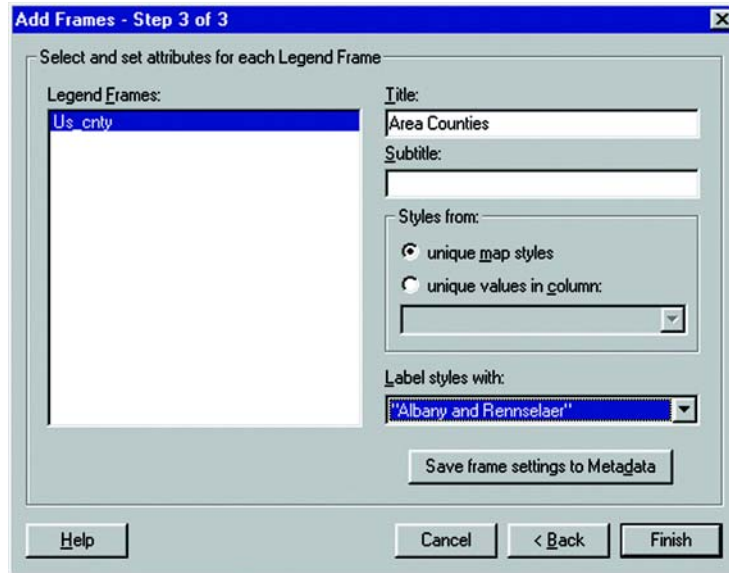 Add Frames - Step 3 of 3
Select and set attributes for each Legend Frame
Legend Frames:
Us_cnty
Title:
Area Counties
Subtitle:
Styles from:
unique map styles
unique values in column:
Label styles with:
"Albany and Rennselaer"
Save frame settings to Metadata
Help
Cancel
< Back
Finish